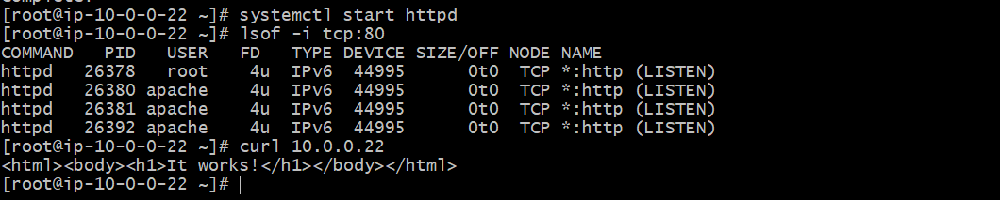 [root@ip-10-0-0-22 ~]# systemctl start httpd
[root@ip-10-0-0-22 ~]# lsof -i tcp:80
COMMAND   PID   USER   FD   TYPE DEVICE SIZE/OFF NODE NAME
httpd   26378   root    4u  IPv6  44995      0t0  TCP *:http (LISTEN)
httpd   26380 apache    4u  IPv6  44995      0t0  TCP *:http (LISTEN)
httpd   26381 apache    4u  IPv6  44995      0t0  TCP *:http (LISTEN)
httpd   26392 apache    4u  IPv6  44995      0t0  TCP *:http (LISTEN)
[root@ip-10-0-0-22 ~]# curl 10.0.0.22
<html><body><h1>It works!</h1></body></html>
[root@ip-10-0-0-22 ~]#